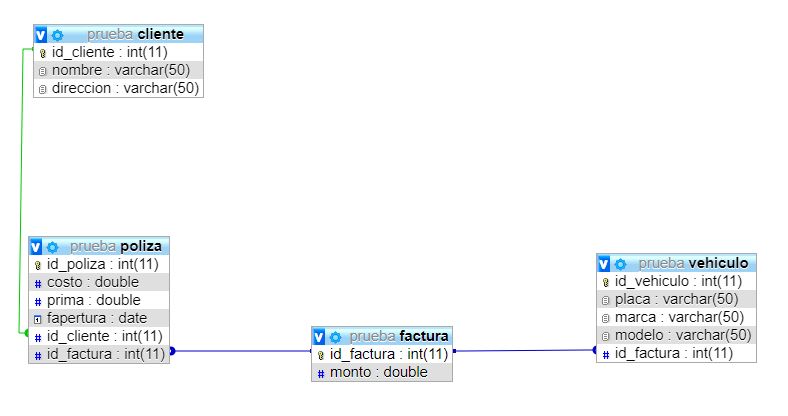 prueba cliente
id_cliente : int(11)
nombre : varchar(50)
direccion : varchar(50)
prueba poliza
id_poliza : int(11)
costo : double
prima : double
fapertura : date
id_cliente : int(11)
id_factura : int(11)
prueba factura
id_factura : int(11)
monto : double
prueba vehiculo
id_vehiculo : int(11)
placa : varchar(50)
marca : varchar(50)
modelo : varchar(50)
id_factura : int(11)